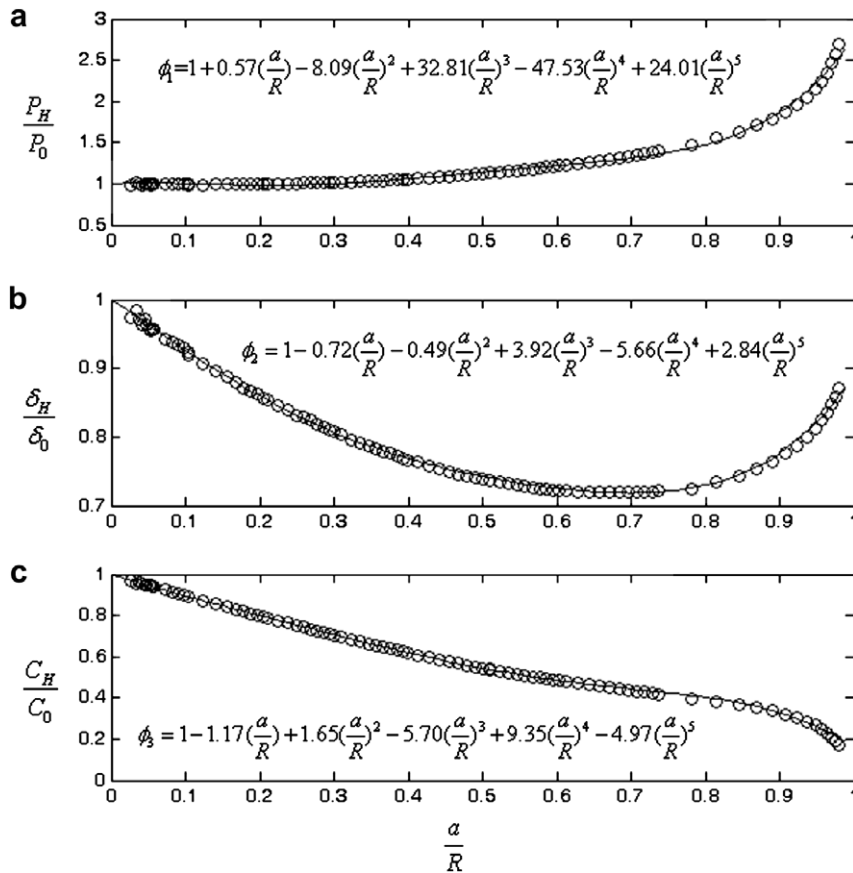 a
3
2.5
2
1.5
1
0.5
P_H/P_0
ϕ₁=1+0.57(a/R)−8.09(a/R)²+32.81(a/R)³−47.53(a/R)⁴+24.01(a/R)⁵
0 0.1 0.2 0.3 0.4 0.5 0.6 0.7 0.8 0.9 1
b
1
0.9
0.8
0.7
δ_H/δ_0
ϕ₂ = 1−0.72(a/R)−0.49(a/R)²+3.92(a/R)³−5.66(a/R)⁴+2.84(a/R)⁵
0 0.1 0.2 0.3 0.4 0.5 0.6 0.7 0.8 0.9 1
c
1
0.8
0.6
0.4
0.2
0
C_H/C_0
ϕ₃ = 1−1.17(a/R)+1.65(a/R)²−5.70(a/R)³+9.35(a/R)⁴−4.97(a/R)⁵
0 0.1 0.2 0.3 0.4 0.5 0.6 0.7 0.8 0.9 1
a/R